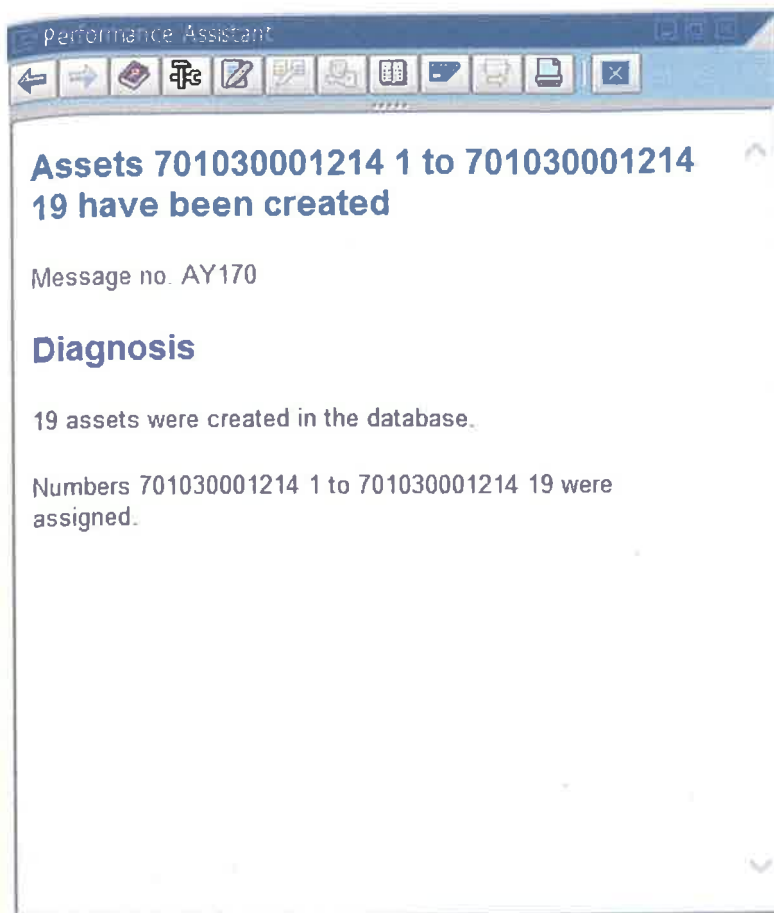 Performance Assistant
Assets 701030001214 1 to 701030001214
19 have been created
Message no. AY170
Diagnosis
19 assets were created in the database.
Numbers 701030001214 1 to 701030001214 19 were
assigned.